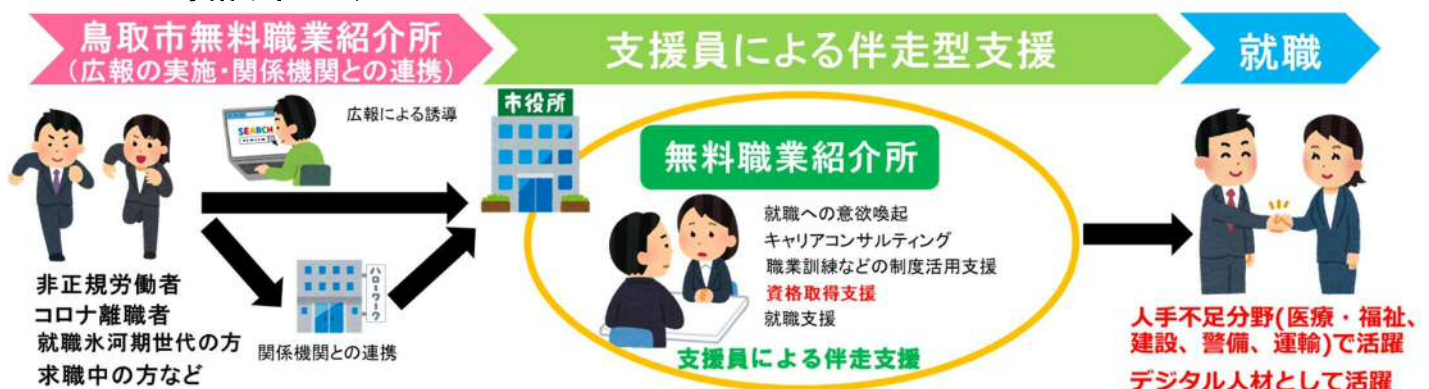 鳥取市無料職業紹介所
(広報の実施・関係機関との連携)
支援員による伴走型支援
就職
広報による誘導
SEARCH
市役所
無料職業紹介所
就職への意欲喚起
キャリアコンサルティング
職業訓練などの制度活用支援
資格取得支援
就職支援
支援員による伴走支援
非正規労働者
コロナ離職者
就職氷河期世代の方
求職中の方など
ハローワーク
関係機関との連携
人手不足分野(医療・福祉、
建設、警備、運輸)で活躍
デジタル人材として活躍